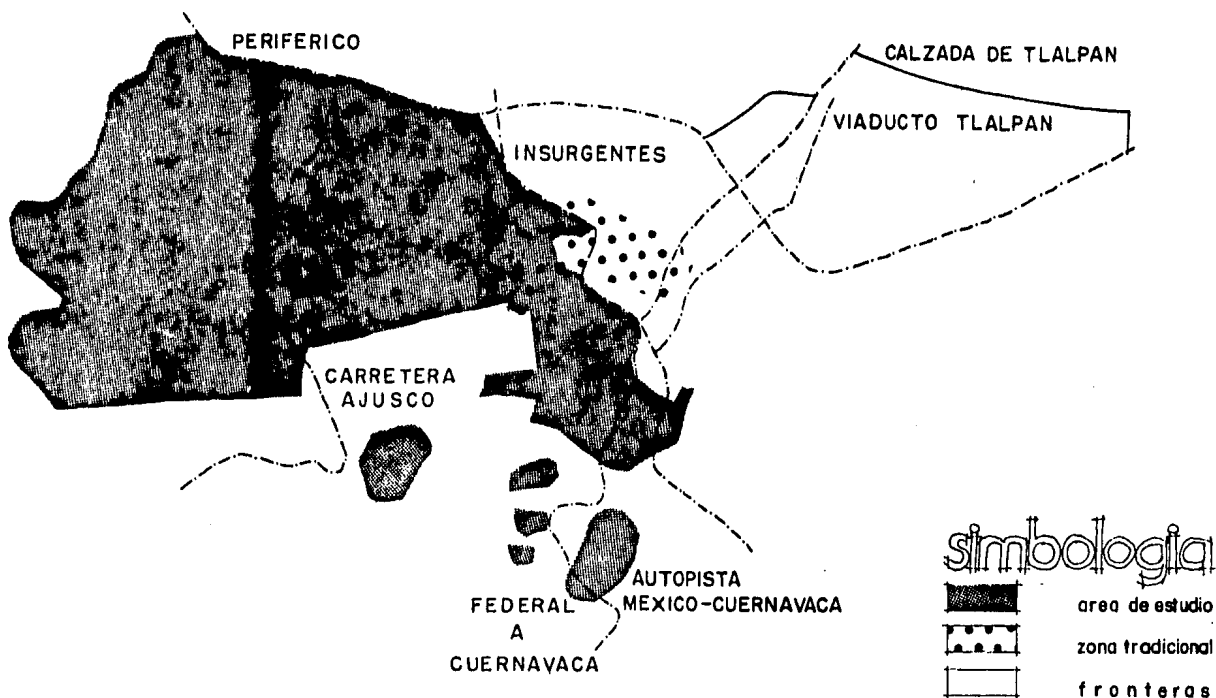 PERIFERICO
CALZADA DE TLALPAN
VIADUCTO TLALPAN
INSURGENTES
CARRETERA
AJUSCO
AUTOPISTA
MEXICO-CUERNAVACA
FEDERAL
A
CUERNAVACA
simbologia
area de estudio
zona tradicional
fronteras